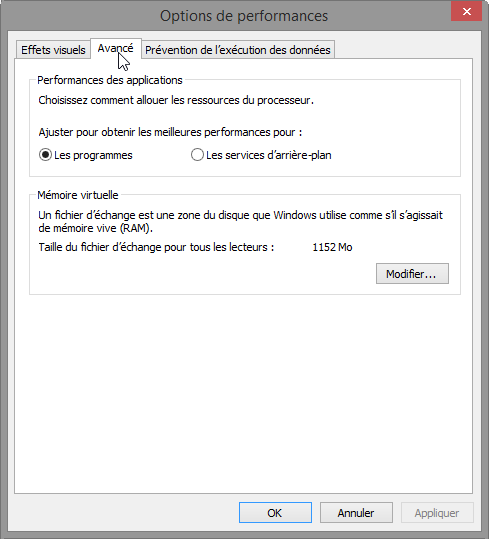 Options de performances
Effets visuels
Avancé
Prévention de l'exécution des données
Performances des applications
Choisissez comment allouer les ressources du processeur.
Ajuster pour obtenir les meilleures performances pour :
Les programmes
Les services d'arrière-plan
Mémoire virtuelle
Un fichier d'échange est une zone du disque que Windows utilise comme s'il s'agissait
de mémoire vive (RAM).
Taille du fichier d'échange pour tous les lecteurs : 1152 Mo
Modifier...
OK
Annuler
Appliquer